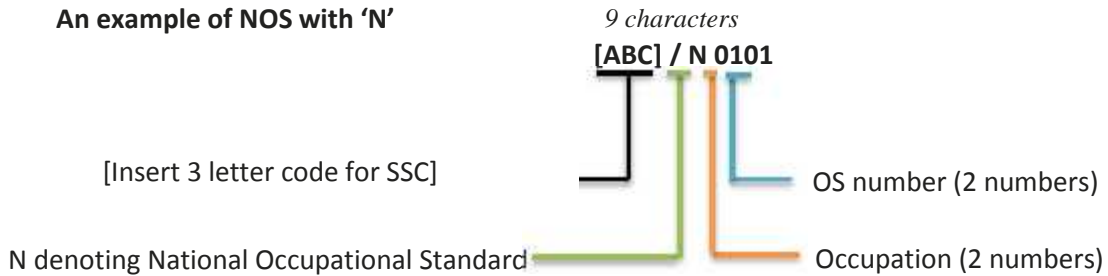 An example of NOS with ‘N’
9 characters
[ABC] / N 0101
[Insert 3 letter code for SSC]
OS number (2 numbers)
N denoting National Occupational Standard
Occupation (2 numbers)